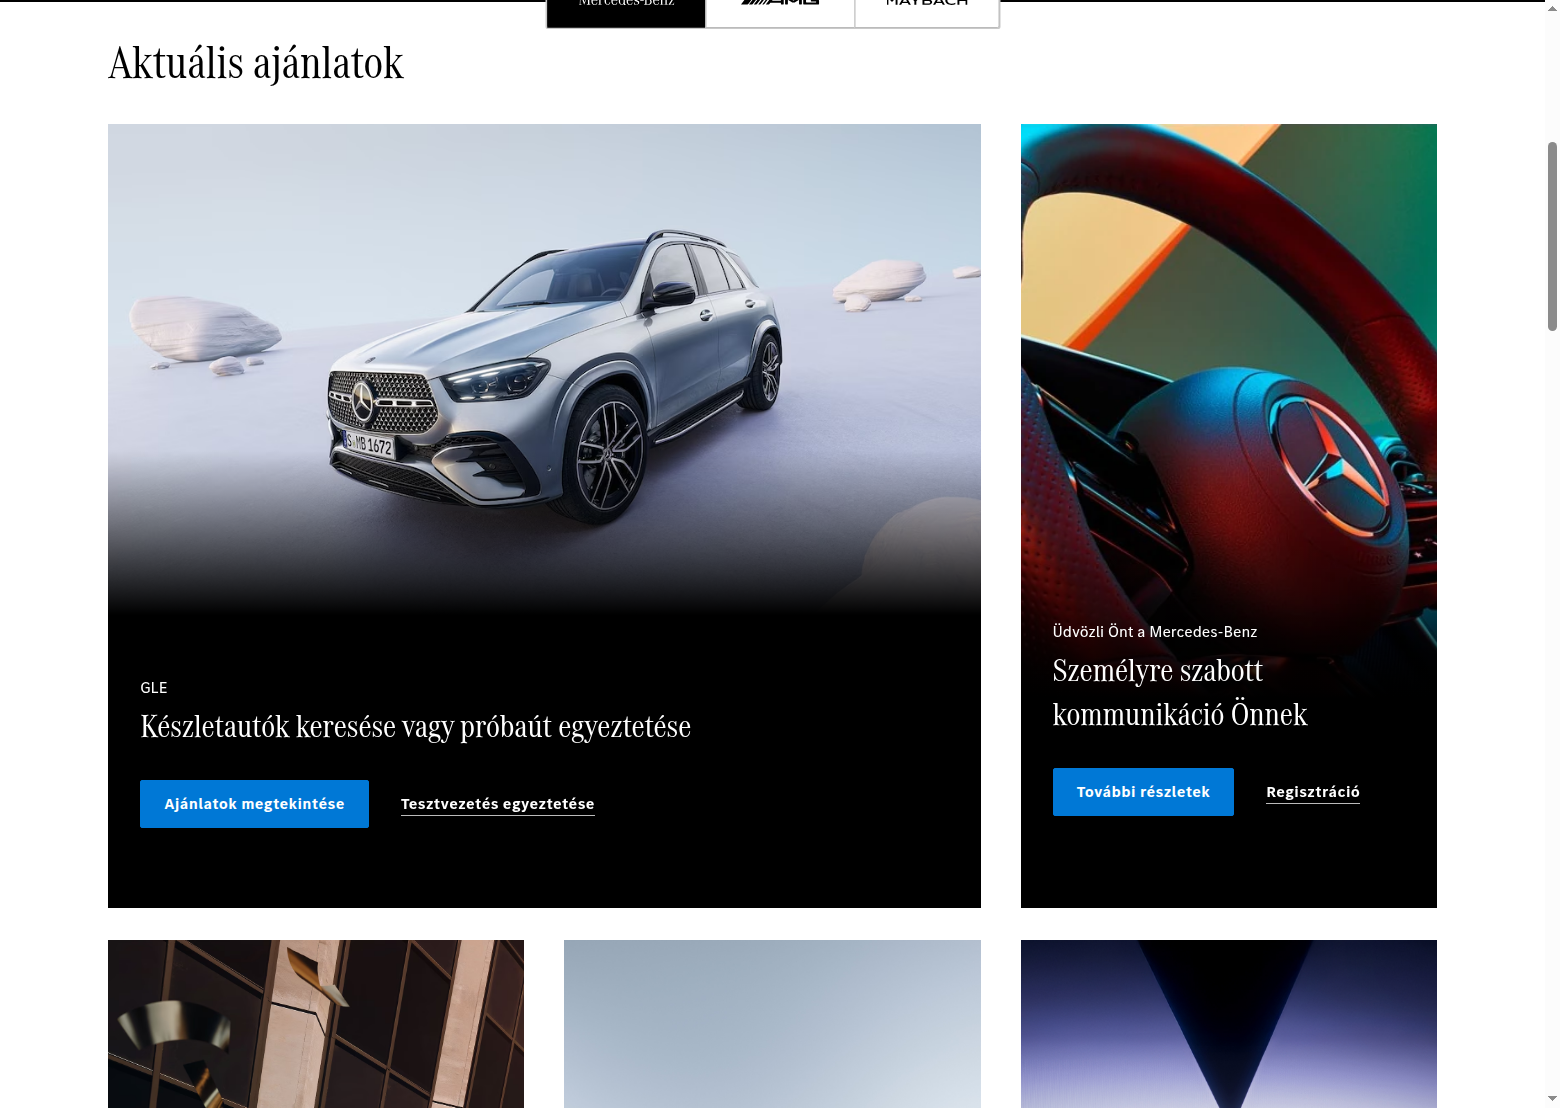 Mercedes-Benz
AMG
MAYBACH
Aktuális ajánlatok
S MB 1672
GLE
Készletautók keresése vagy próbaút egyeztetése
Ajánlatok megtekintése
Tesztvezetés egyeztetése
Üdvözli Önt a Mercedes-Benz
Személyre szabott
kommunikáció Önnek
További részletek
Regisztráció